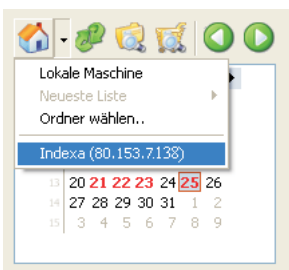 Lokale Maschine
Neueste Liste
Ordner wählen..
Indexa (80.153.7.138)
13 20 21 22 23 24 25 26
14 27 28 29 30 31 1 2
15 3 4 5 6 7 8 9